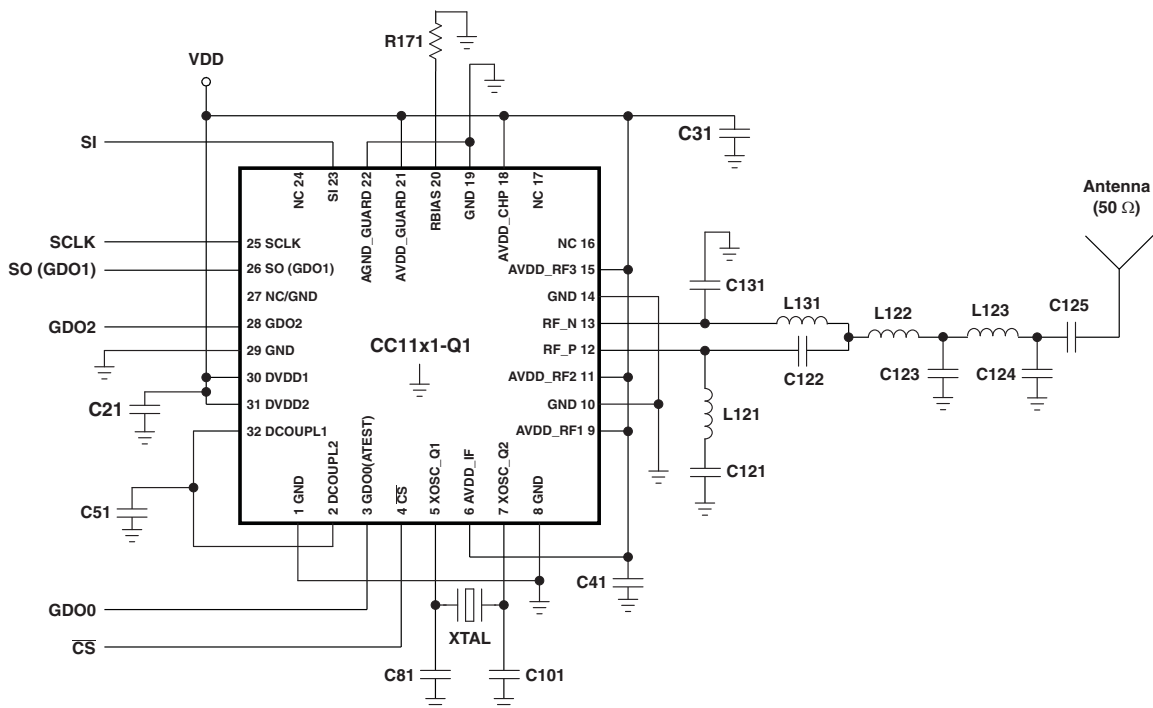 R171
VDD
C31
SI
NC 24
SI 23
AGND_GUARD 22
AVDD_GUARD 21
RBIAS 20
GND 19
AVDD_CHP 18
NC 17
Antenna
(50 Ω)
SCLK
25 SCLK
NC 16
SO (GDO1)
26 SO (GDO1)
AVDD_RF3 15
C131
27 NC/GND
GND 14
L131
L122
L123
C125
GDO2
28 GDO2
RF_N 13
29 GND
CC11x1-Q1
RF_P 12
C122
C123
C124
30 DVDD1
AVDD_RF2 11
C21
31 DVDD2
GND 10
L121
32 DCOUPL1
AVDD_RF1 9
C121
C51
1 GND
2 DCOUPL2
3 GDO0(ATEST)
4 CS
5 XOSC_Q1
6 AVDD_IF
7 XOSC_Q2
8 GND
C41
GDO0
XTAL
CS
C81
C101